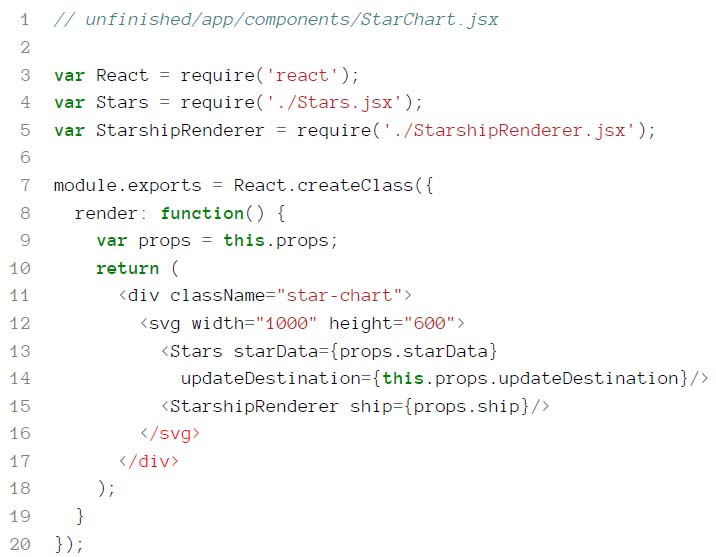 1 // unfinished/app/components/StarChart.jsx
2
3 var React = require('react');
4 var Stars = require('./Stars.jsx');
5 var StarshipRenderer = require('./StarshipRenderer.jsx');
6
7 module.exports = React.createClass({
8   render: function() {
9     var props = this.props;
10     return (
11       <div className="star-chart">
12         <svg width="1000" height="600">
13           <Stars starData={props.starData}
14             updateDestination={this.props.updateDestination}/>
15           <StarshipRenderer ship={props.ship}/>
16         </svg>
17       </div>
18     );
19   }
20 });